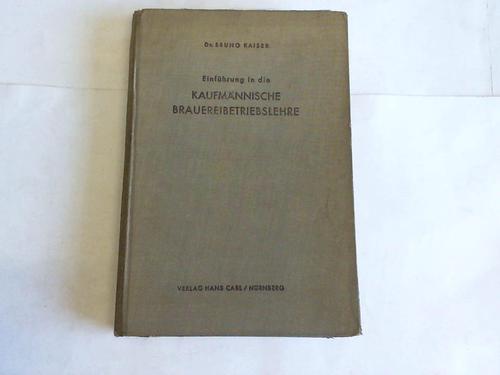 Dr. BRUNO KAISER
Einführung in die
KAUFMÄNNISCHE
BRAUEREIBETRIEBSLEHRE
VERLAG HANS CARL / NÜRNBERG